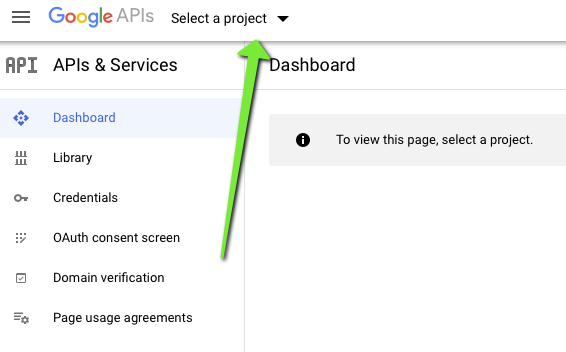 Google APIs Select a project
API APIs & Services
Dashboard
Dashboard
To view this page, select a project.
Library
Credentials
OAuth consent screen
Domain verification
Page usage agreements